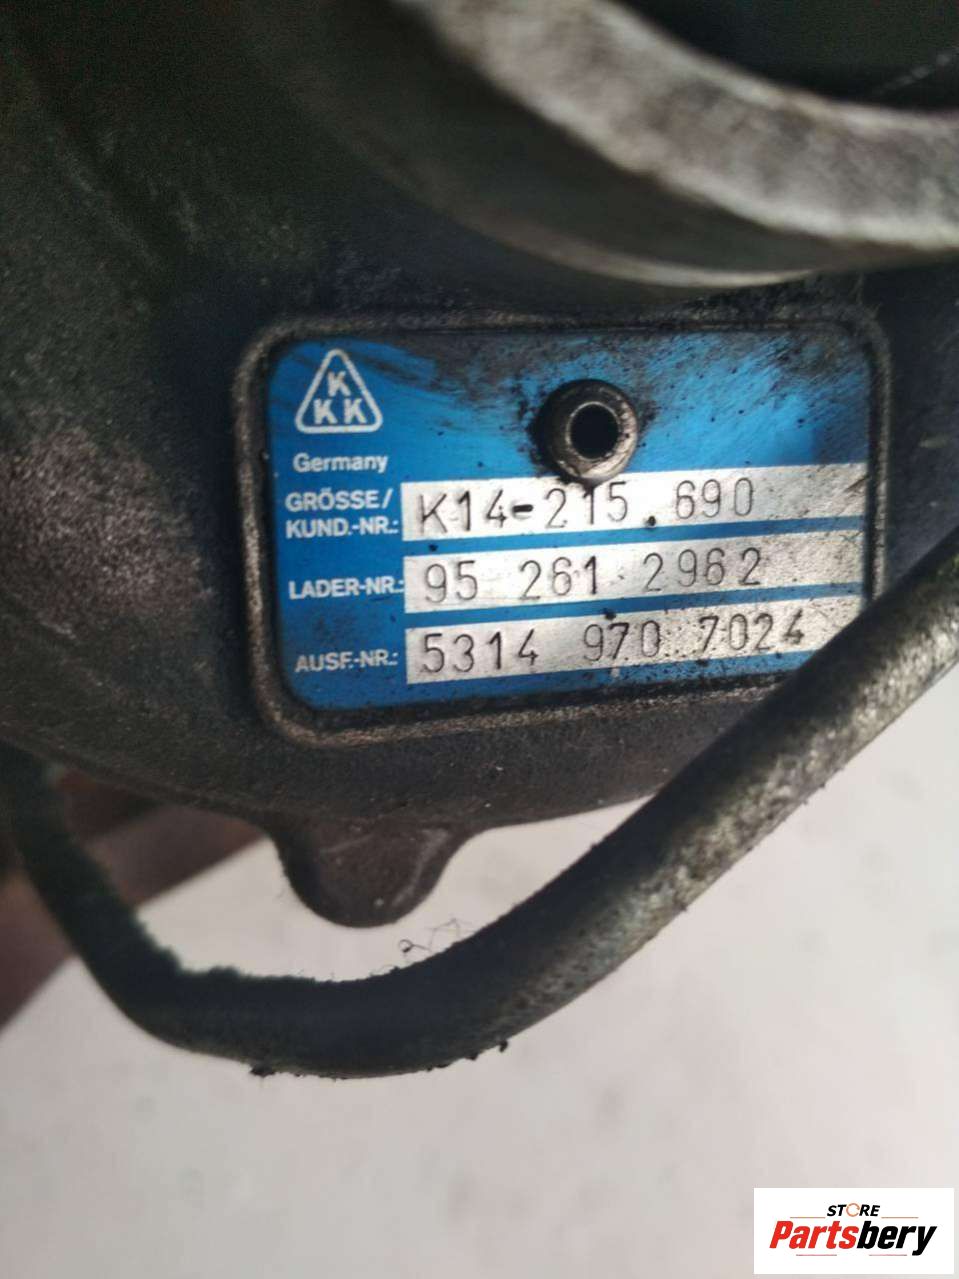 K
K K
Germany
GRÖSSE/
KUND.-NR.: K14-215.690
LADER-NR.: 95 261 2962
AUSF.-NR.: 5314 970 7024
STORE
Partsbery